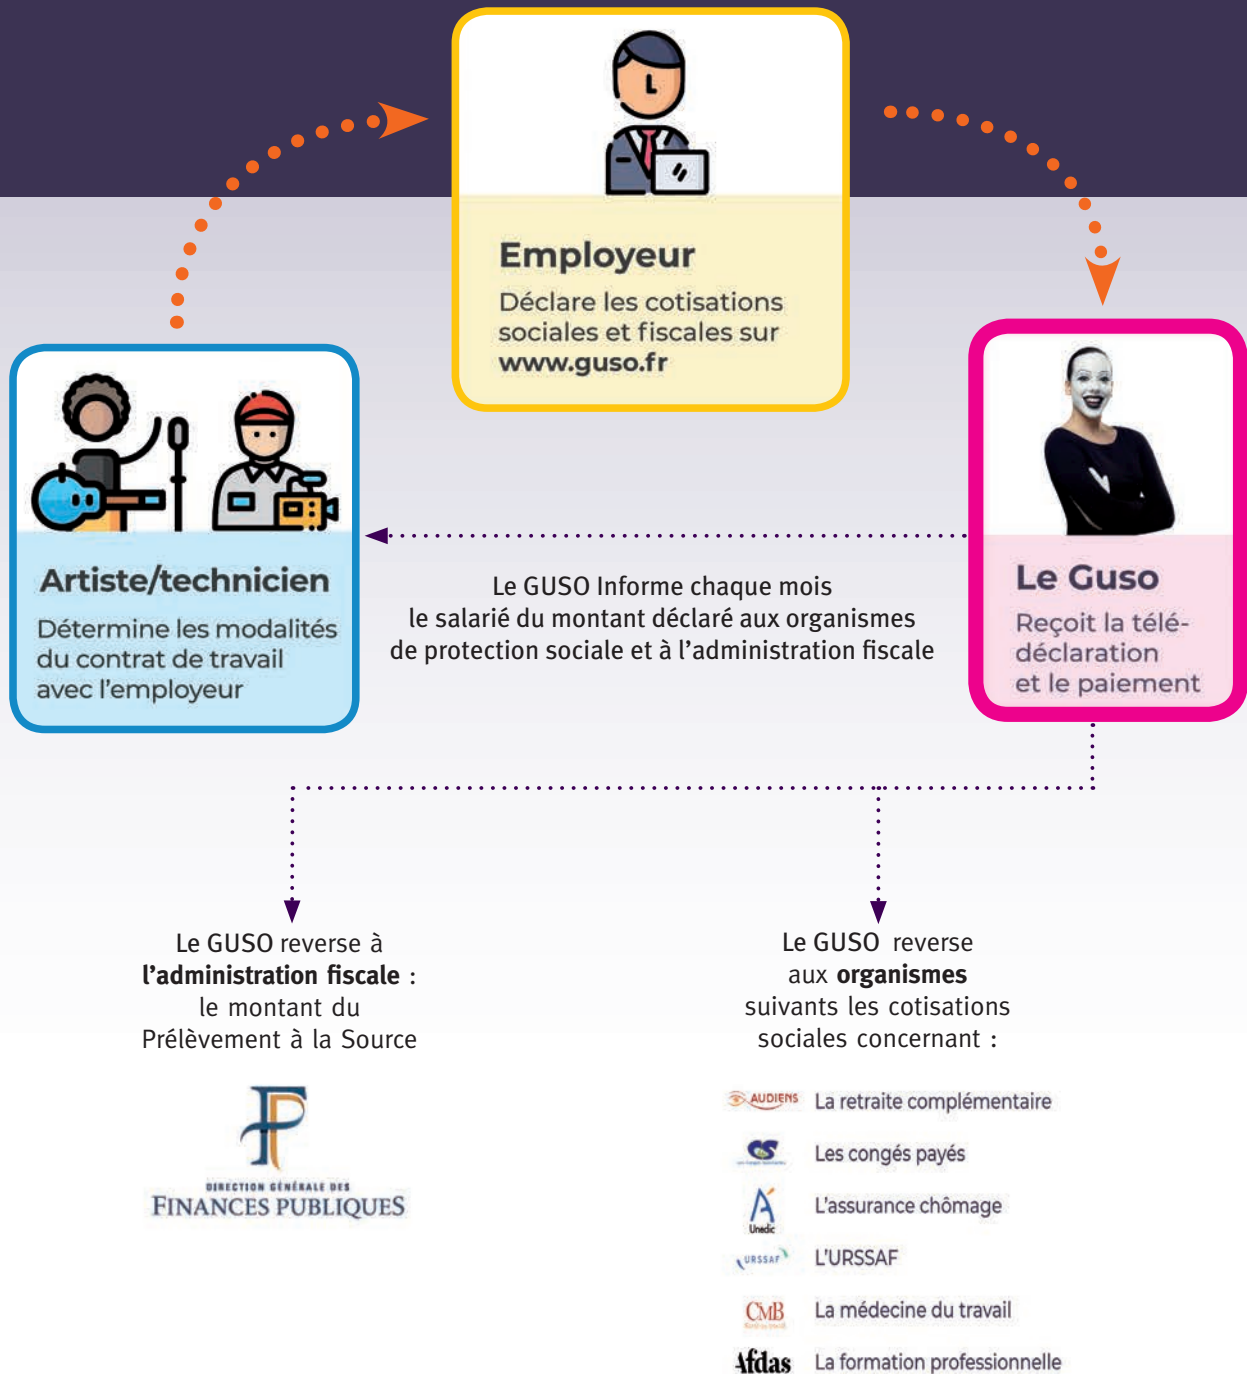 Employeur
Déclare les cotisations
sociales et fiscales sur
www.guso.fr
Artiste/technicien
Détermine les modalités
du contrat de travail
avec l'employeur
Le GUSO Informe chaque mois
le salarié du montant déclaré aux organismes
de protection sociale et à l'administration fiscale
Le Guso
Reçoit la télé-
déclaration
et le paiement
Le GUSO reverse à
l'administration fiscale :
le montant du
Prélèvement à la Source
DIRECTION GÉNÉRALE DES
FINANCES PUBLIQUES
Le GUSO reverse
aux organismes
suivants les cotisations
sociales concernant :
AUDIENS La retraite complémentaire
CS Les congés payés
Unedic L'assurance chômage
URSSAF L'URSSAF
CMB La médecine du travail
Afdas La formation professionnelle